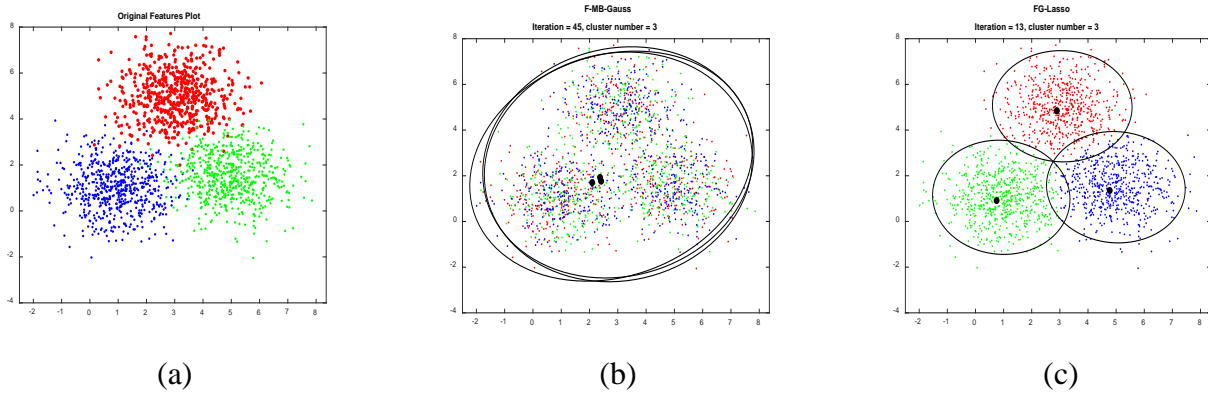 Original Features Plot
8
6
4
2
0
-2
-4
-2 -1 0 1 2 3 4 5 6 7 8
(a)
F-MB-Gauss
Iteration = 45, cluster number = 3
8
6
4
2
0
-2
-4
-2 -1 0 1 2 3 4 5 6 7 8
(b)
FG-Lasso
Iteration = 13, cluster number = 3
8
6
4
2
0
-2
-4
-2 -1 0 1 2 3 4 5 6 7 8
(c)